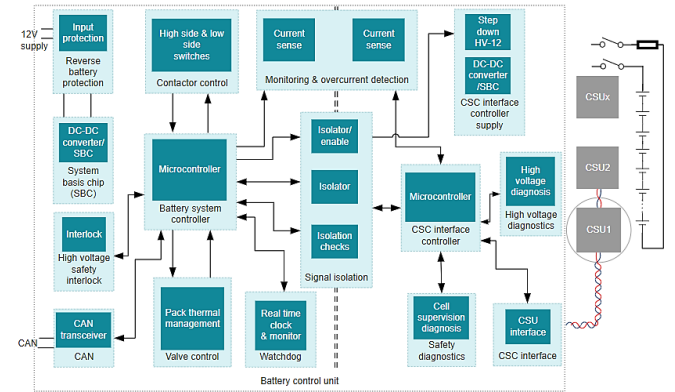 12V
supply
Input
protection
Reverse
battery
protection
High side & low
side
switches
Contactor control
Current
sense
Current
sense
Monitoring & overcurrent detection
Step
down
HV-12
DC-DC
converter
/SBC
CSC interface
controller
supply
DC-DC
converter/
SBC
System
basis chip
(SBC)
Microcontroller
Battery system
controller
Isolator/
enable
Isolator
Isolation
checks
Signal isolation
Microcontroller
CSC interface
controller
High
voltage
diagnosis
High voltage
diagnostics
CSUx
CSU2
CSU1
Interlock
High voltage
safety
interlock
CAN
CAN
transceiver
CAN
Pack thermal
management
Valve control
Real time
clock
& monitor
Watchdog
Cell
supervision
diagnosis
Safety
diagnostics
CSU
interface
CSC interface
Battery control unit